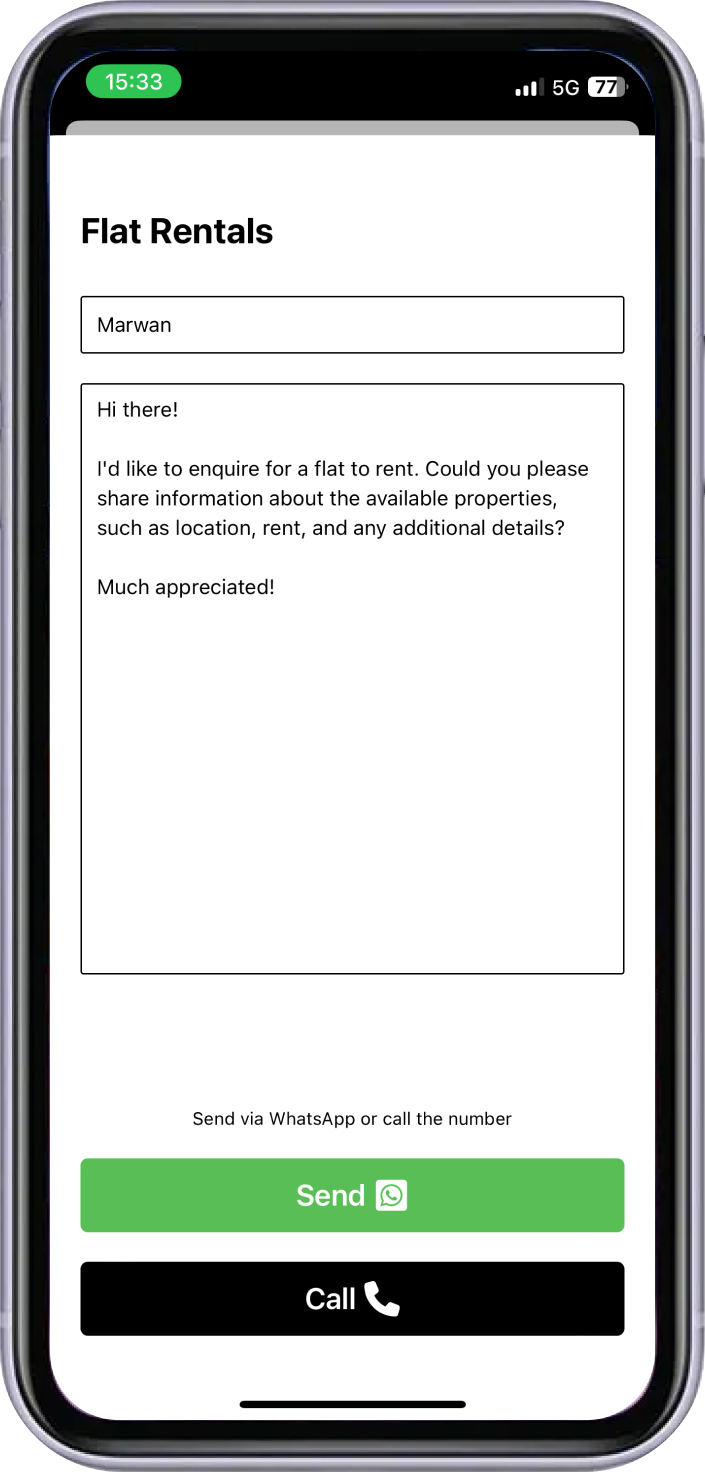 15:33
5G 77
Flat Rentals
Marwan
Hi there!
I'd like to enquire for a flat to rent. Could you please
share information about the available properties,
such as location, rent, and any additional details?
Much appreciated!
Send via WhatsApp or call the number
Send
Call